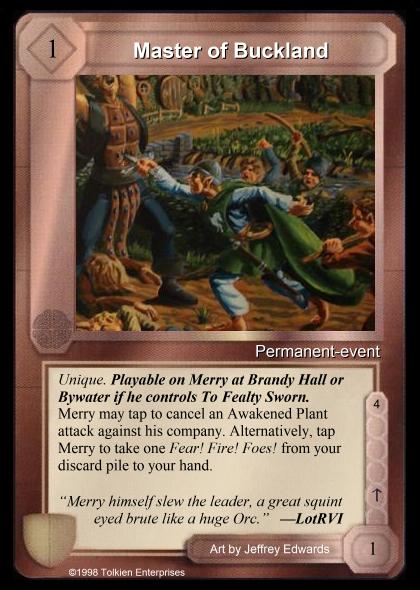 1
Master of Buckland
Permanent-event
Unique. Playable on Merry at Brandy Hall or
Bywater if he controls To Fealty Sworn.
Merry may tap to cancel an Awakened Plant
attack against his company. Alternatively, tap
Merry to take one Fear! Fire! Foes! from your
discard pile to your hand.
“Merry himself slew the leader, a great squint
eyed brute like a huge Orc.” —LotRVI
4
↑
Art by Jeffrey Edwards
1
©1998 Tolkien Enterprises